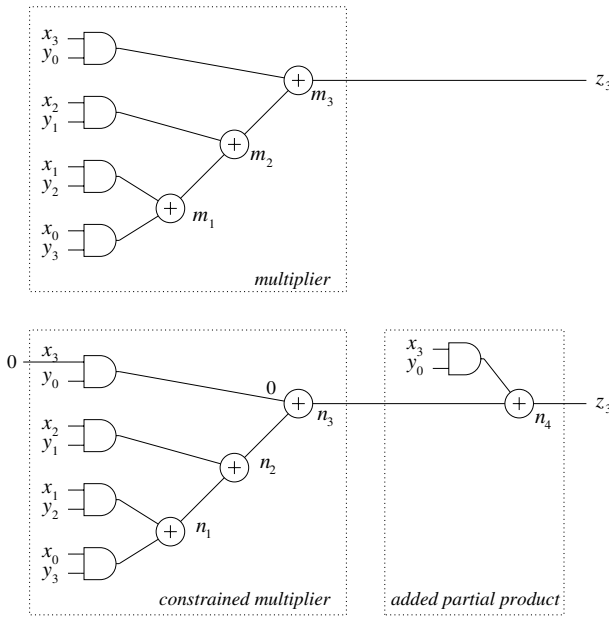 x₃
y₀
x₂
y₁
x₁
y₂
x₀
y₃
+ m₁
+ m₂
+ m₃
z₃
multiplier
0 x₃
y₀
x₂
y₁
x₁
y₂
x₀
y₃
+ n₁
+ n₂
0
+ n₃
constrained multiplier
x₃
y₀
+ n₄
z₃
added partial product